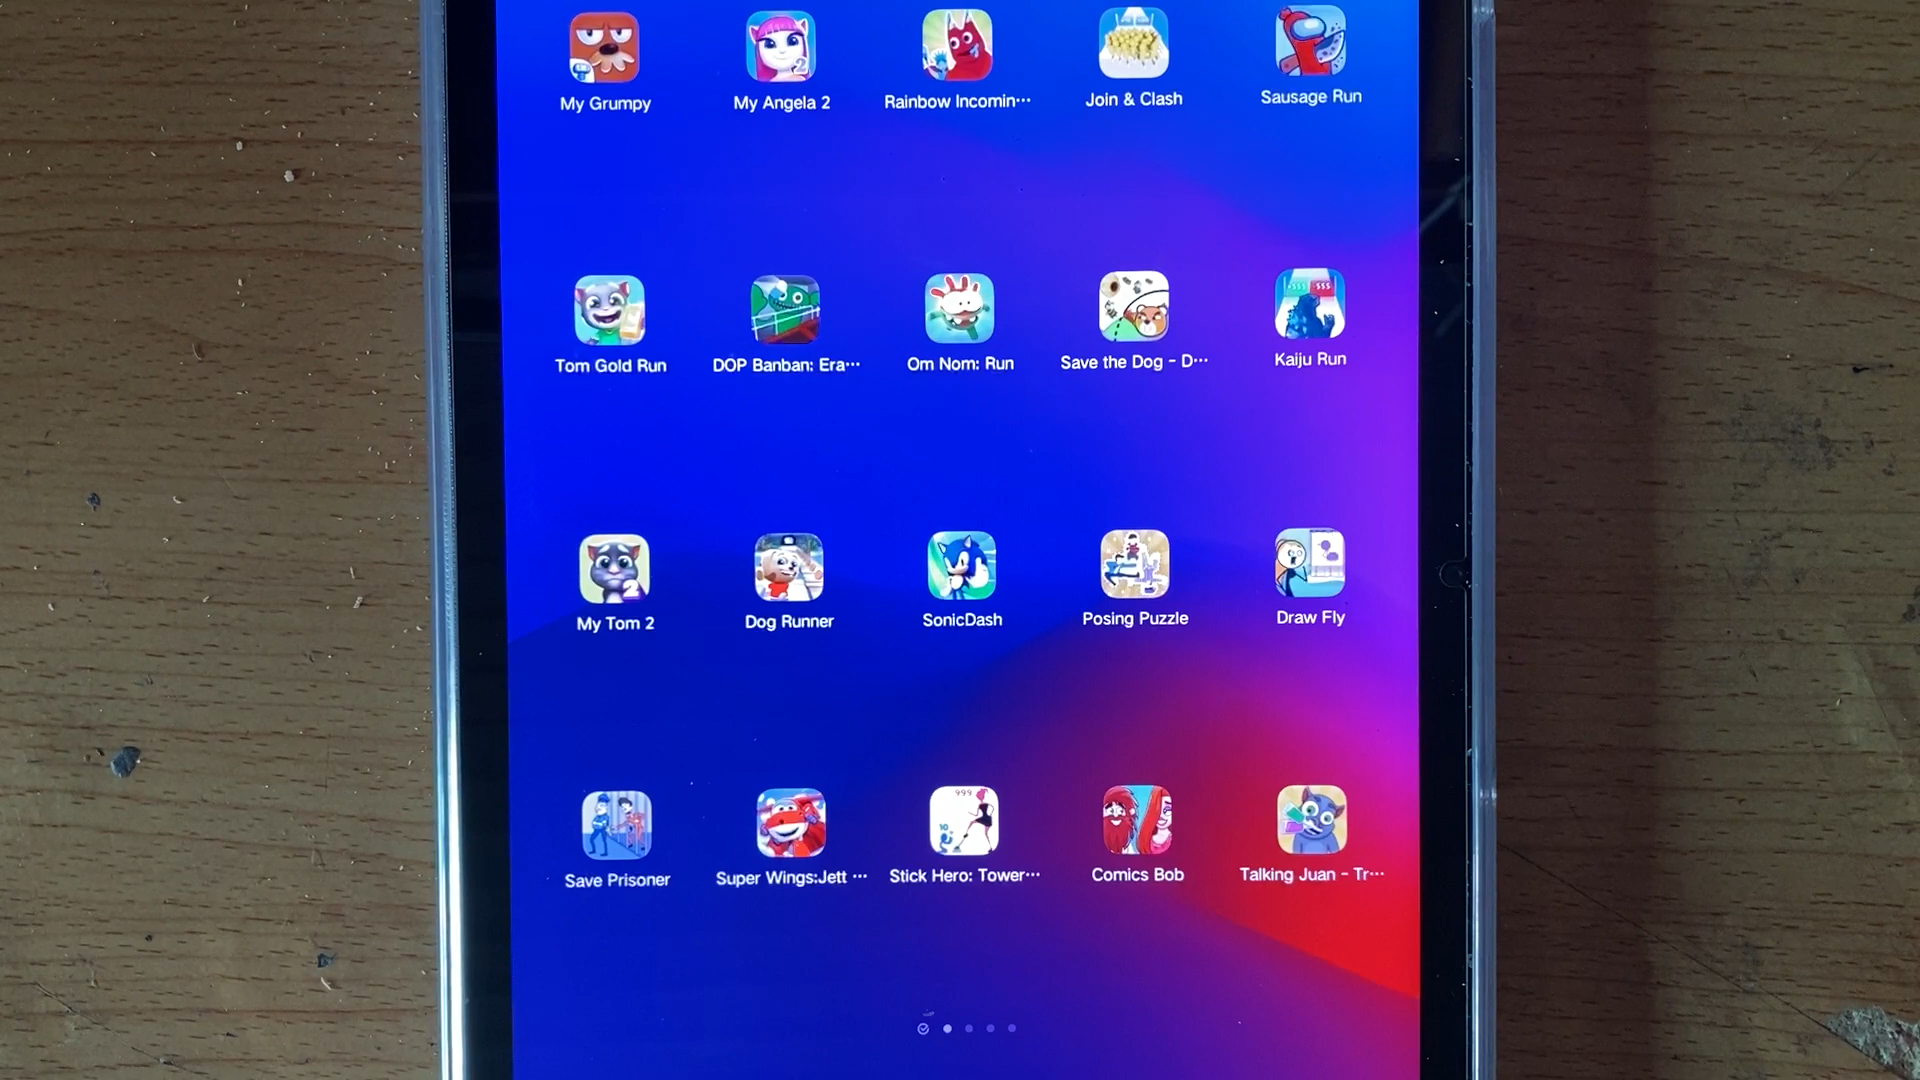 My Grumpy
My Angela 2
Rainbow Incomin···
Join & Clash
Sausage Run
Tom Gold Run
DOP Banban: Era···
Om Nom: Run
Save the Dog - D···
Kaiju Run
My Tom 2
Dog Runner
SonicDash
Posing Puzzle
Draw Fly
999
10
Save Prisoner
Super Wings:Jett ···
Stick Hero: Tower···
Comics Bob
Talking Juan - Tr···